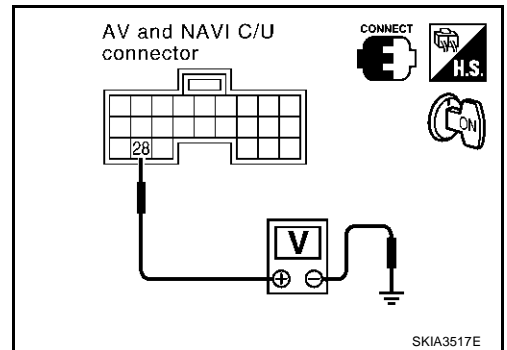 AV and NAVI C/U
connector
CONNECT
H.S.
ON
28
V
+ −
SKIA3517E